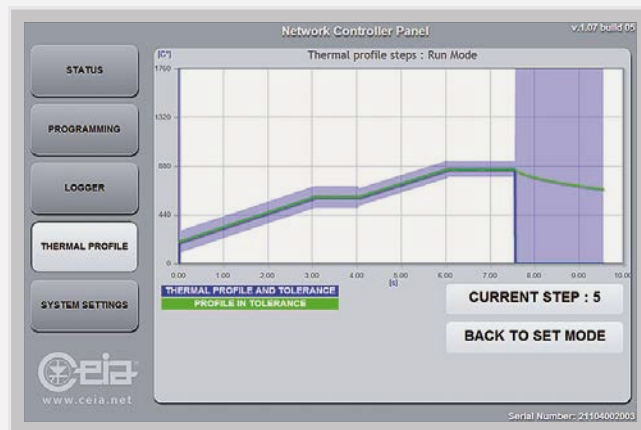 Network Controller Panel
v.1.07 build 05
STATUS
PROGRAMMING
LOGGER
THERMAL PROFILE
SYSTEM SETTINGS
Ceia
www.ceia.net
Thermal profile steps : Run Mode
[C°]
1760
1320
880
440
0
0.00 1.00 2.00 3.00 4.00 5.00 6.00 7.00 8.00 9.00 10.00
[s]
THERMAL PROFILE AND TOLERANCE
PROFILE IN TOLERANCE
CURRENT STEP : 5
BACK TO SET MODE
Serial Number: 21104002003